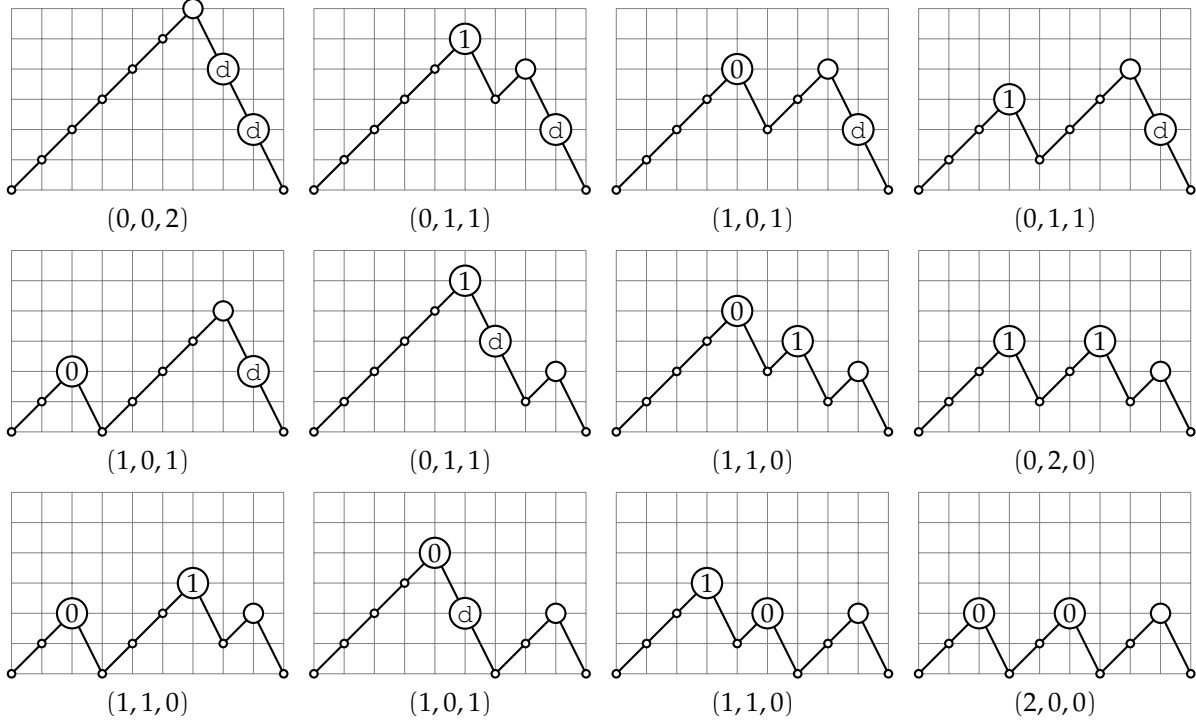 d
d
(0, 0, 2)
1
d
(0, 1, 1)
0
d
(1, 0, 1)
1
d
(0, 1, 1)
0
d
(1, 0, 1)
1
d
(0, 1, 1)
0
1
(1, 1, 0)
1
1
(0, 2, 0)
0
1
(1, 1, 0)
0
d
(1, 0, 1)
1
0
(1, 1, 0)
0
0
(2, 0, 0)